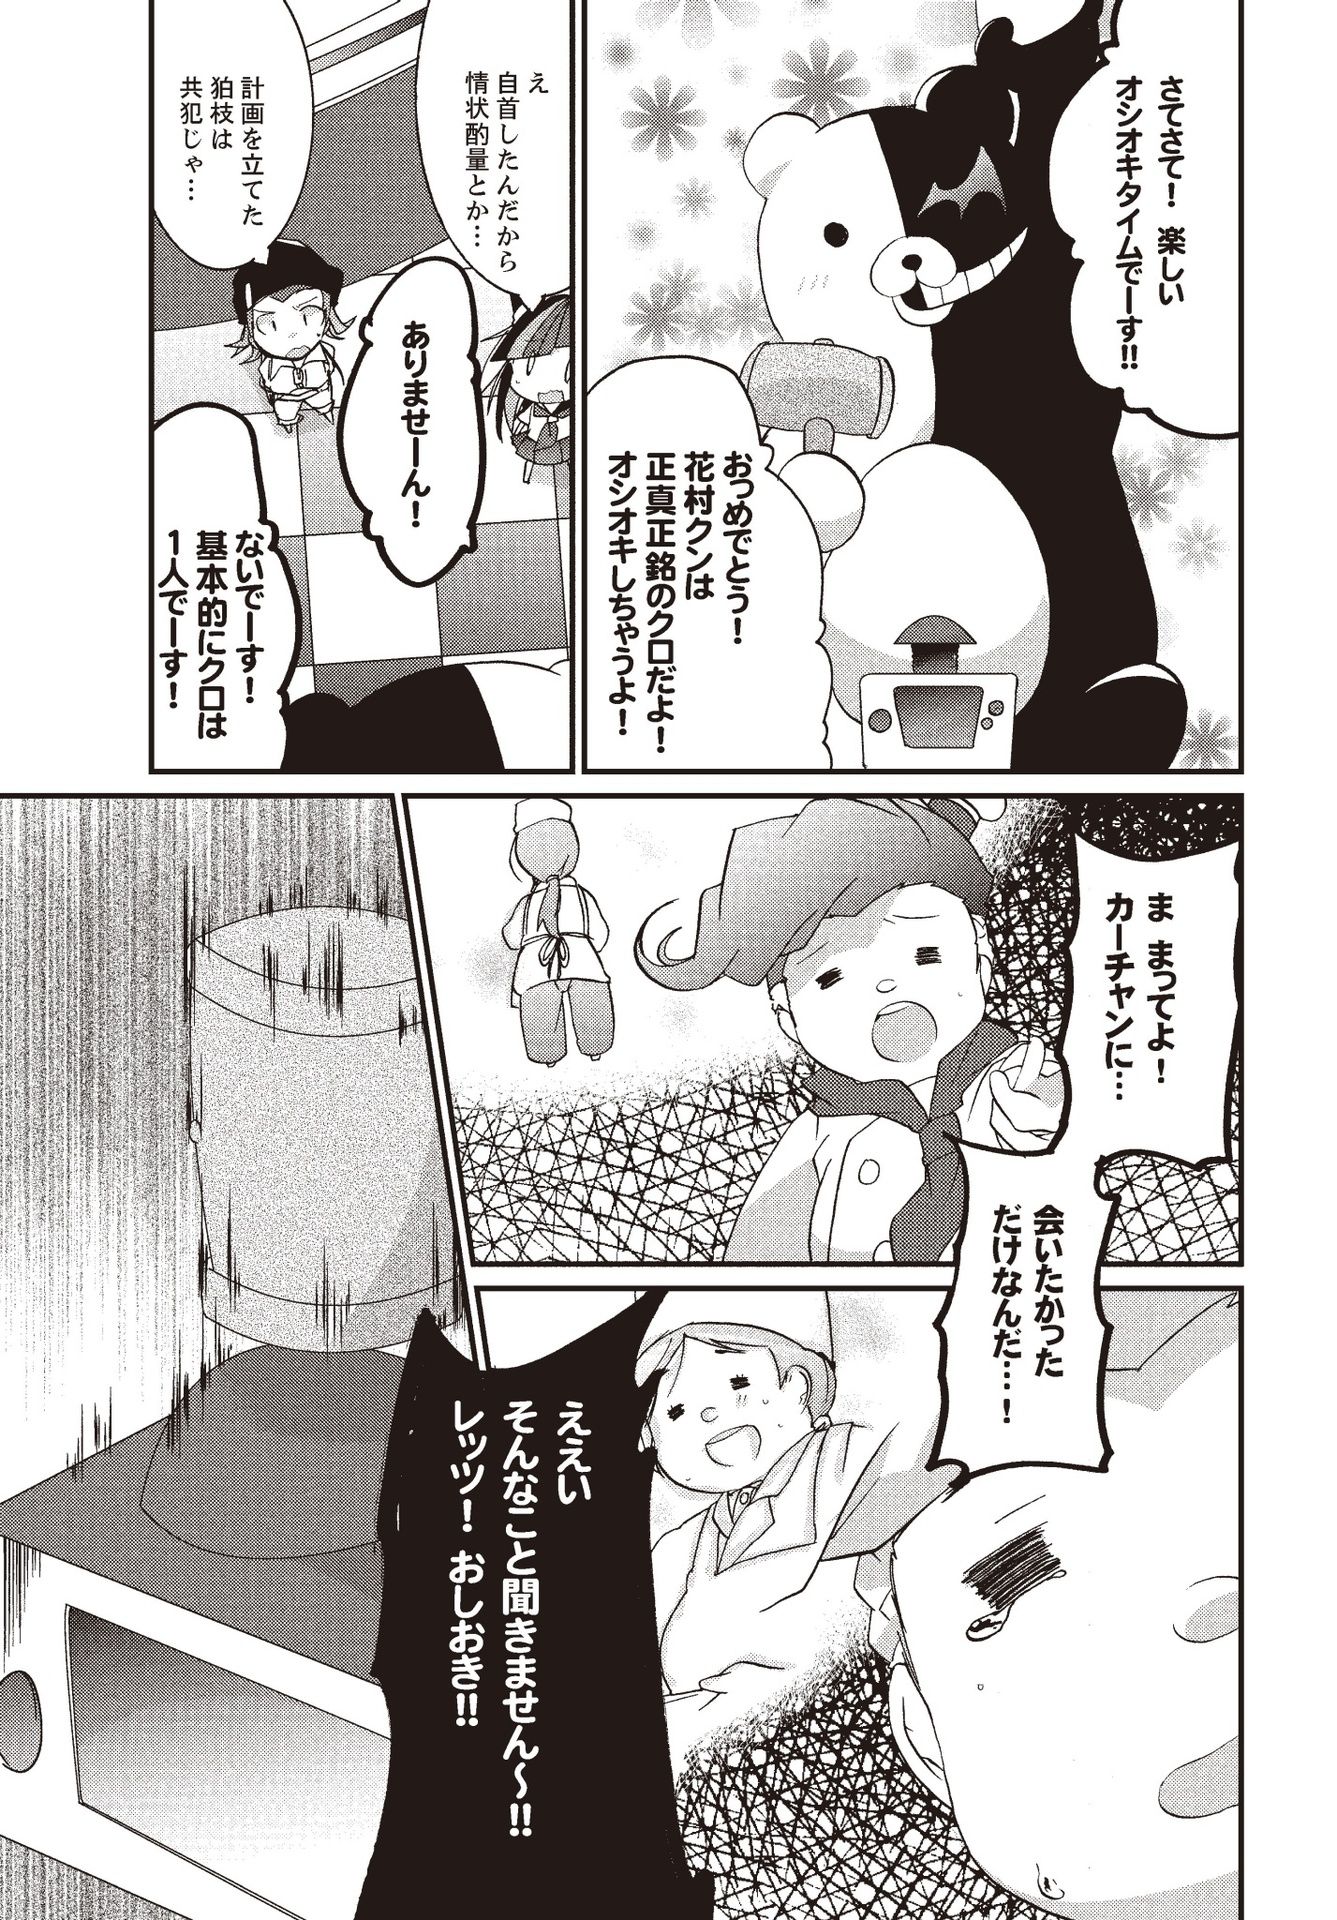 さてさて！ 楽しい
オシオキタイムでーす!!
おっめでとう！
花村クンは
正真正銘のクロだよ！
オシオキしちゃうよ！
え
自首したんだから
情状酌量とか…
ありませーん！
計画を立てた
狛枝は
共犯じゃ…
ないでーす！
基本的にクロは
1人でーす！
ま まってよ！
カーチャンに…
会いたかった
だけなんだ…！
ええい
そんなこと聞きません〜!!
レッツ！ おしおき!!